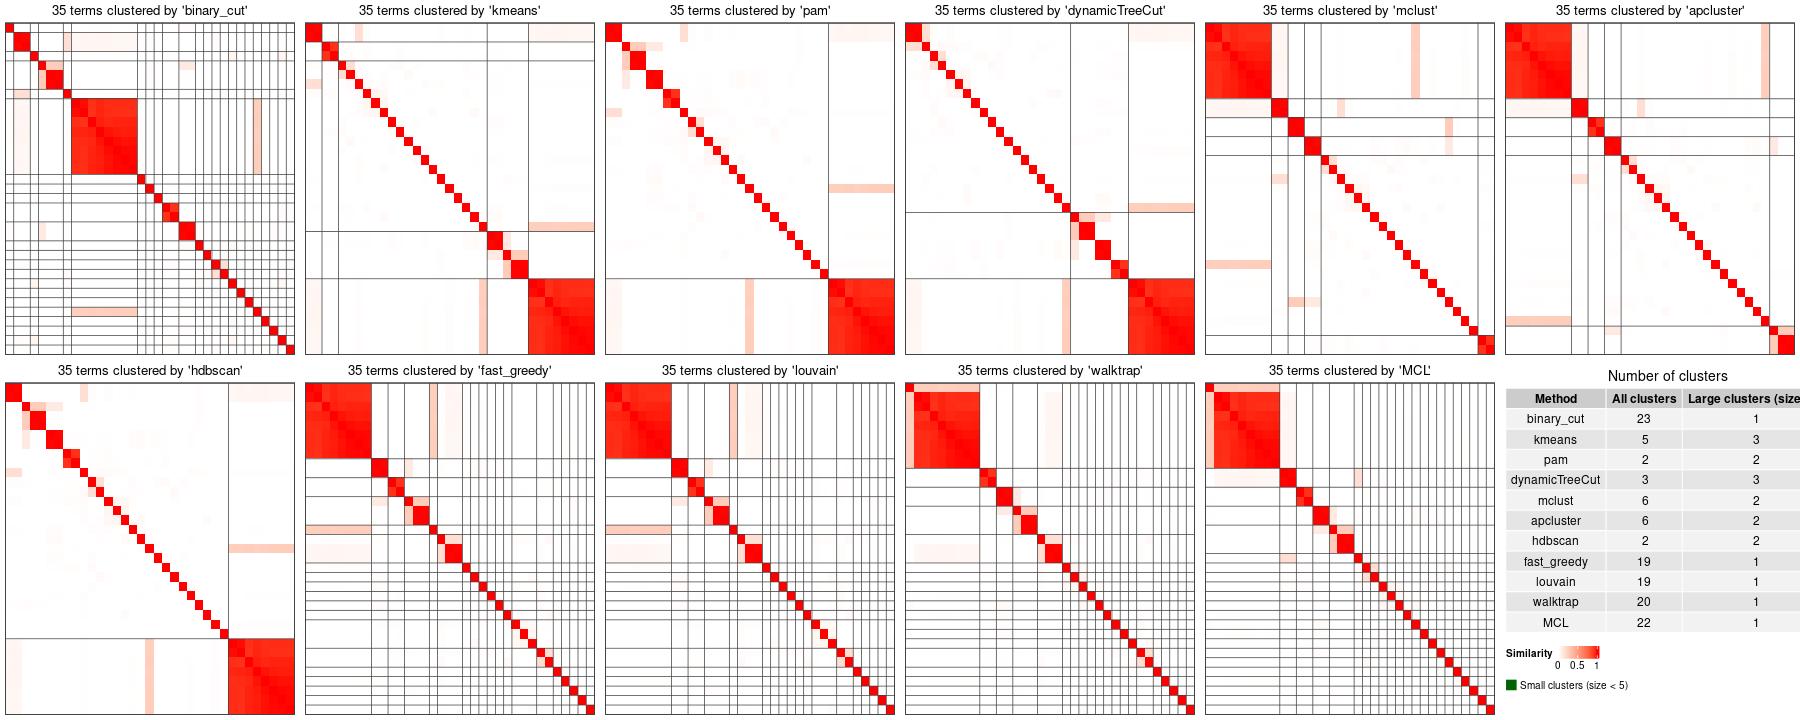 35 terms clustered by 'binary_cut'
35 terms clustered by 'kmeans'
35 terms clustered by 'pam'
35 terms clustered by 'dynamicTreeCut'
35 terms clustered by 'mclust'
35 terms clustered by 'apcluster'
35 terms clustered by 'hdbscan'
35 terms clustered by 'fast_greedy'
35 terms clustered by 'louvain'
35 terms clustered by 'walktrap'
35 terms clustered by 'MCL'
Number of clusters
Method All clusters Large clusters (size
binary_cut 23 1
kmeans 5 3
pam 2 2
dynamicTreeCut 3 3
mclust 6 2
apcluster 6 2
hdbscan 2 2
fast_greedy 19 1
louvain 19 1
walktrap 20 1
MCL 22 1
Similarity
0 0.5 1
Small clusters (size < 5)